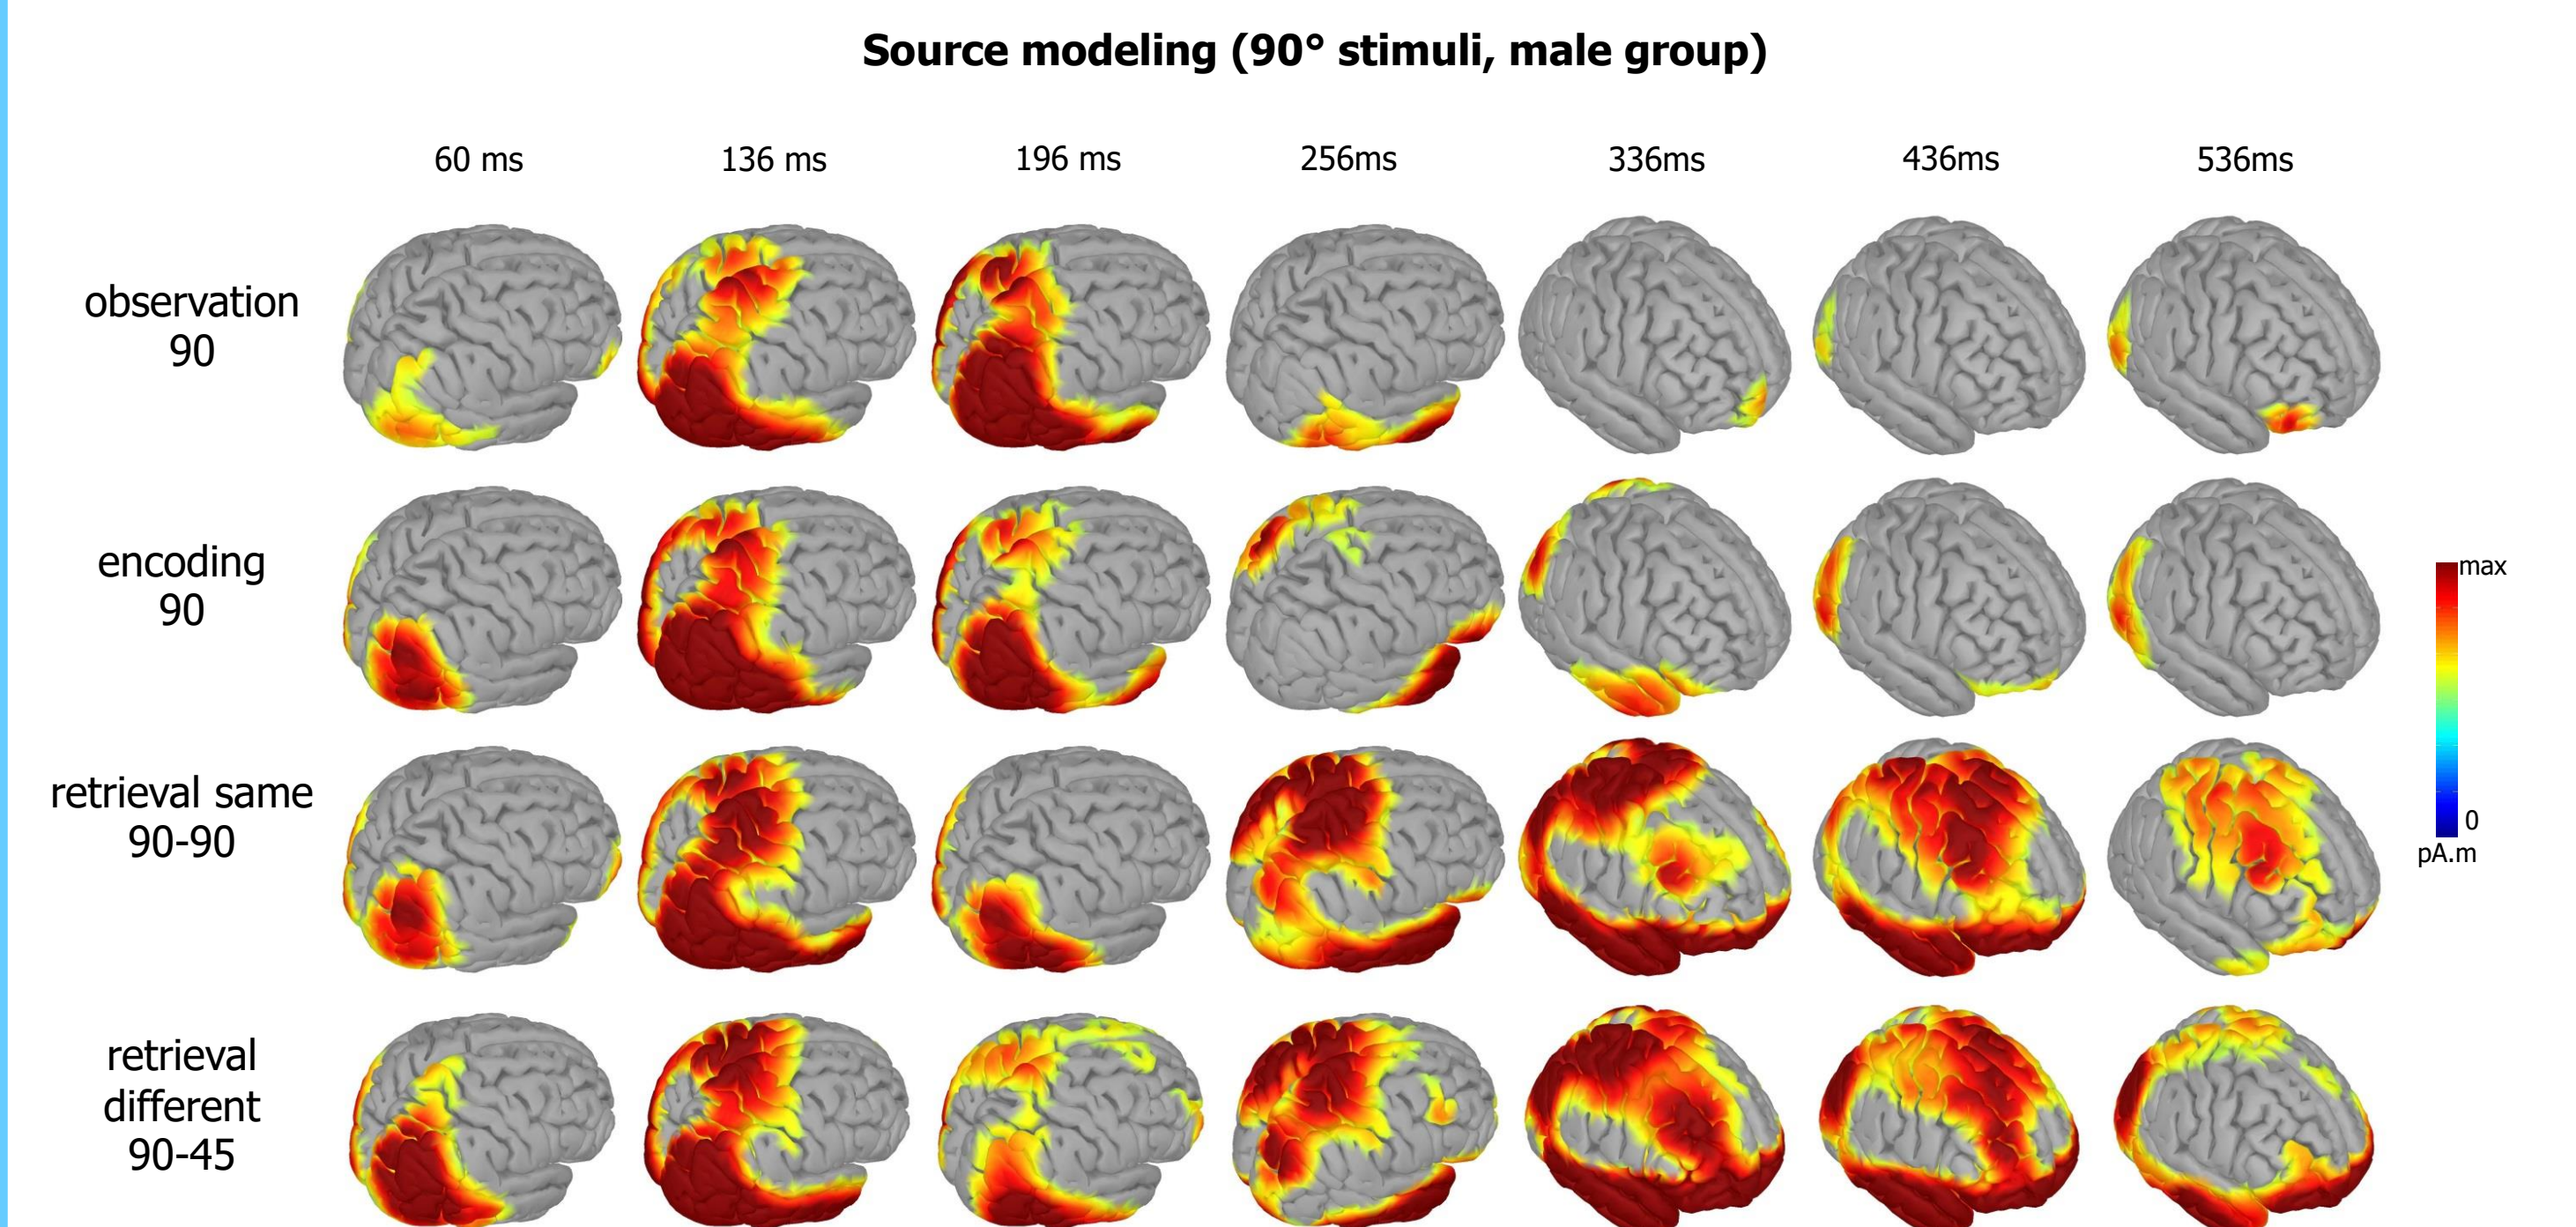 Source modeling (90° stimuli, male group)
60 ms 136 ms 196 ms 256ms 336ms 436ms 536ms
observation
90
encoding
90
max
0
pA.m
retrieval same
90-90
retrieval
different
90-45